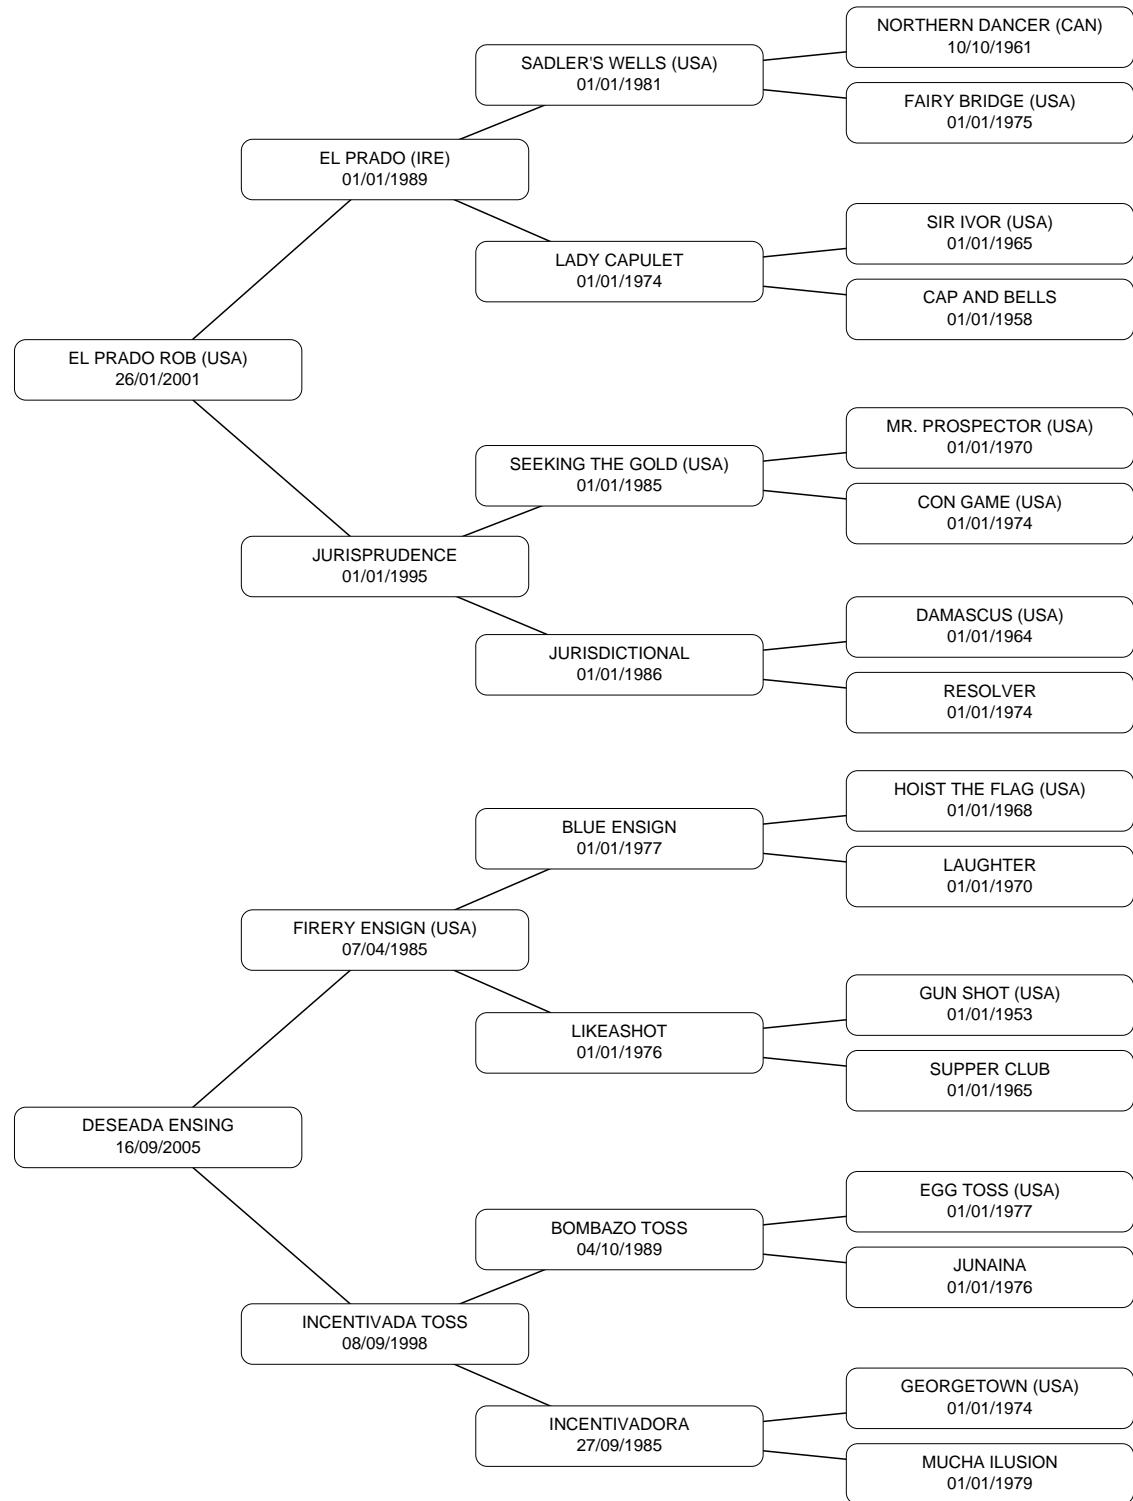 NORTHERN DANCER (CAN)
10/10/1961
SADLER'S WELLS (USA)
01/01/1981
FAIRY BRIDGE (USA)
01/01/1975
EL PRADO (IRE)
01/01/1989
SIR IVOR (USA)
01/01/1965
LADY CAPULET
01/01/1974
CAP AND BELLS
01/01/1958
EL PRADO ROB (USA)
26/01/2001
MR. PROSPECTOR (USA)
01/01/1970
SEEKING THE GOLD (USA)
01/01/1985
CON GAME (USA)
01/01/1974
JURISPRUDENCE
01/01/1995
DAMASCUS (USA)
01/01/1964
JURISDICTIONAL
01/01/1986
RESOLVER
01/01/1974
HOIST THE FLAG (USA)
01/01/1968
BLUE ENSIGN
01/01/1977
LAUGHTER
01/01/1970
FIRERY ENSIGN (USA)
07/04/1985
GUN SHOT (USA)
01/01/1953
LIKEASHOT
01/01/1976
SUPPER CLUB
01/01/1965
DESEADA ENSING
16/09/2005
EGG TOSS (USA)
01/01/1977
BOMBAZO TOSS
04/10/1989
JUNAINA
01/01/1976
INCENTIVADA TOSS
08/09/1998
GEORGETOWN (USA)
01/01/1974
INCENTIVADORA
27/09/1985
MUCHA ILUSION
01/01/1979